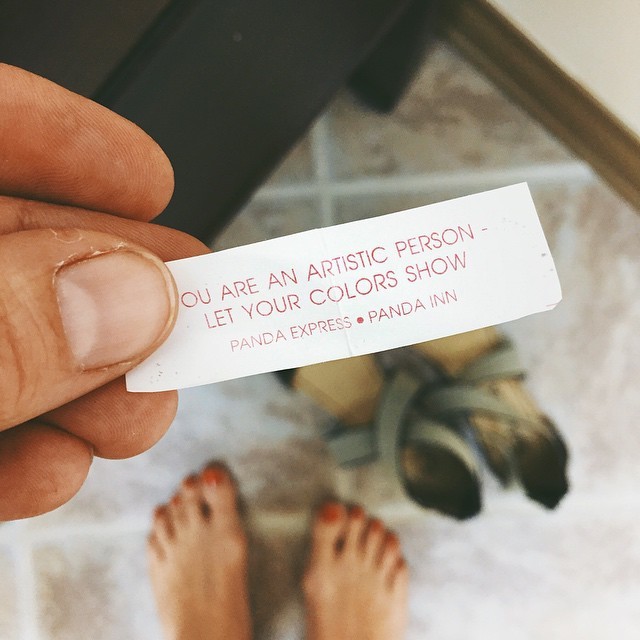 OU ARE AN ARTISTIC PERSON -
LET YOUR COLORS SHOW
PANDA EXPRESS • PANDA INN